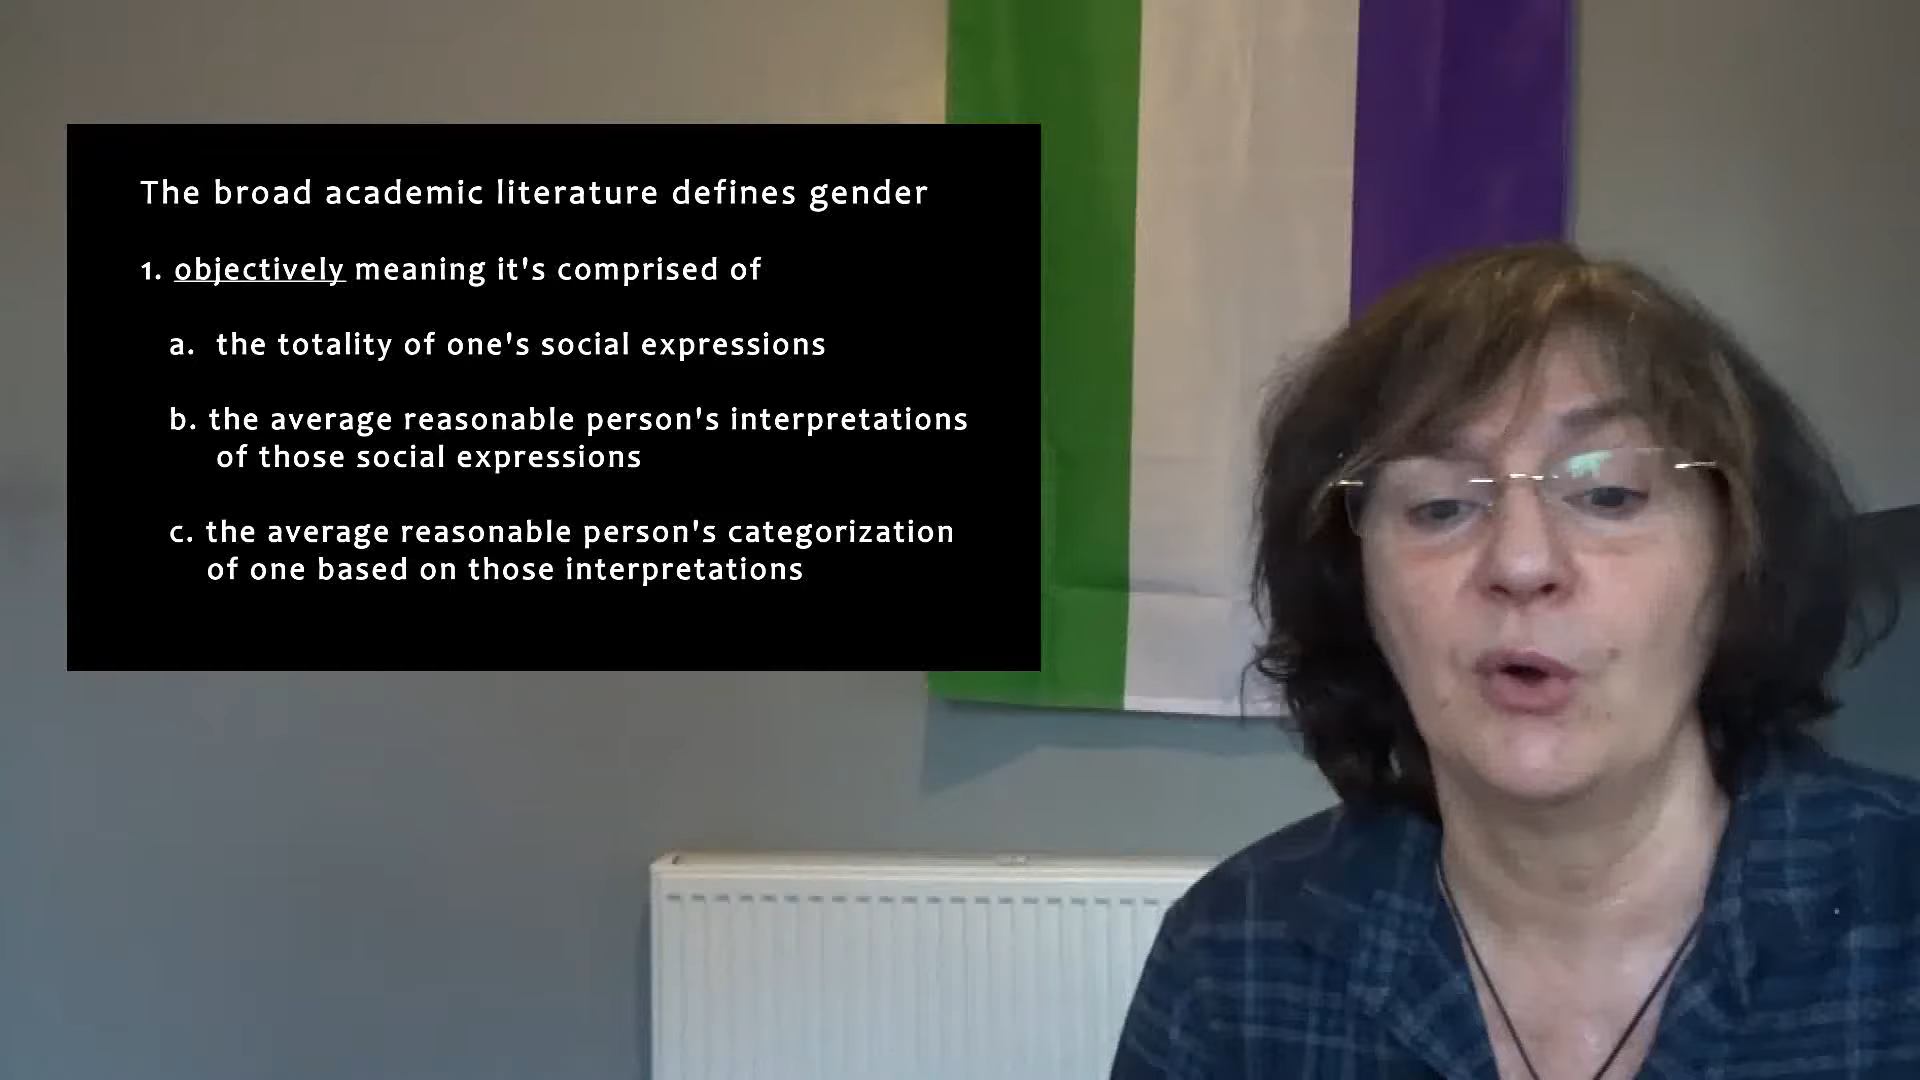 The broad academic literature defines gender
1. objectively meaning it's comprised of
a. the totality of one's social expressions
b. the average reasonable person's interpretations
of those social expressions
c. the average reasonable person's categorization
of one based on those interpretations